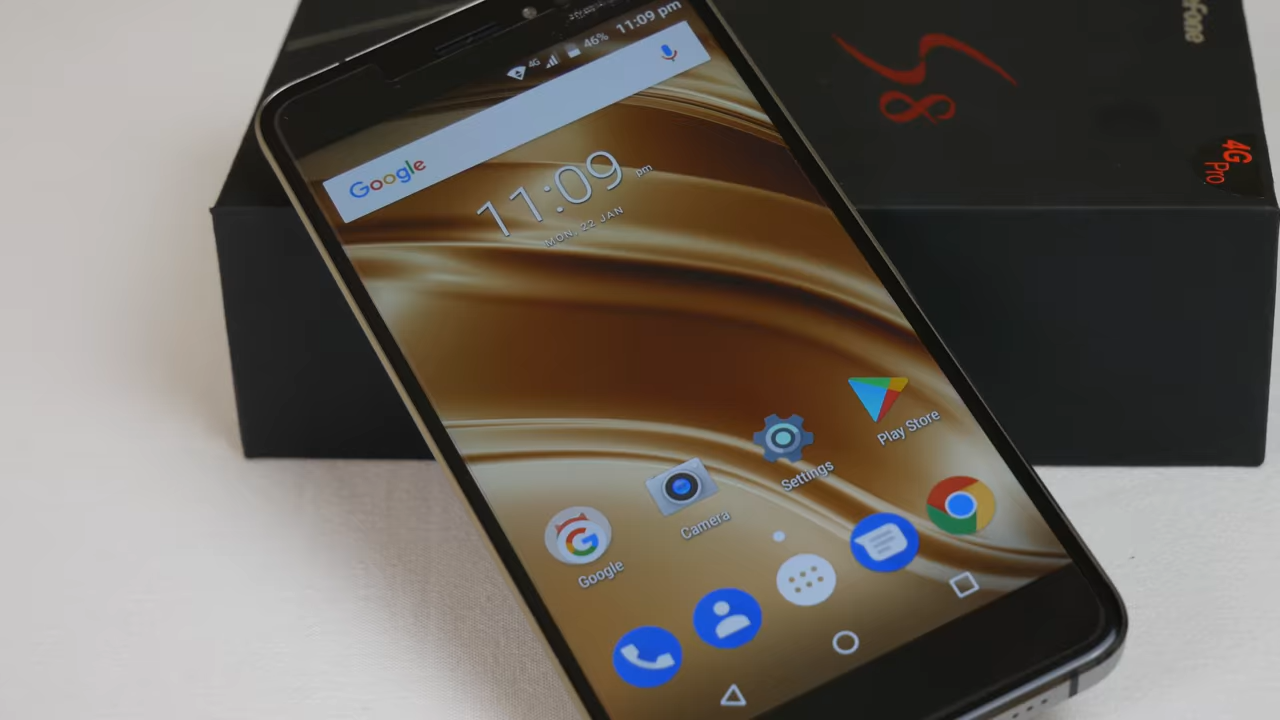 46% 11:09 pm
4G
Google
11:09 pm
MON, 22 JAN
Play Store
Settings
Camera
Google
S8
4G
Pro